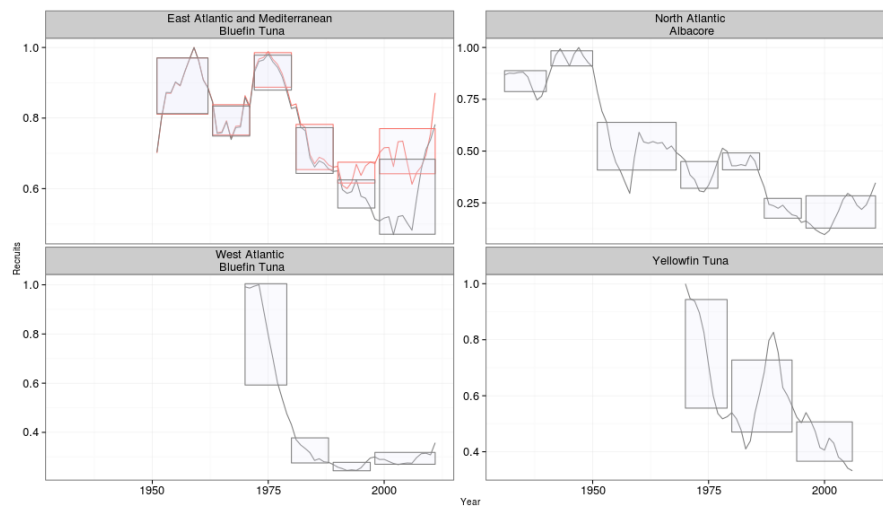 East Atlantic and Mediterranean
Bluefin Tuna
North Atlantic
Albacore
1.0
0.8
0.6
1.00
0.75
0.50
0.25
West Atlantic
Bluefin Tuna
Yellowfin Tuna
1.0
0.8
0.6
0.4
1.0
0.8
0.6
0.4
1950
1975
2000
1950
1975
2000
Recruits
Year